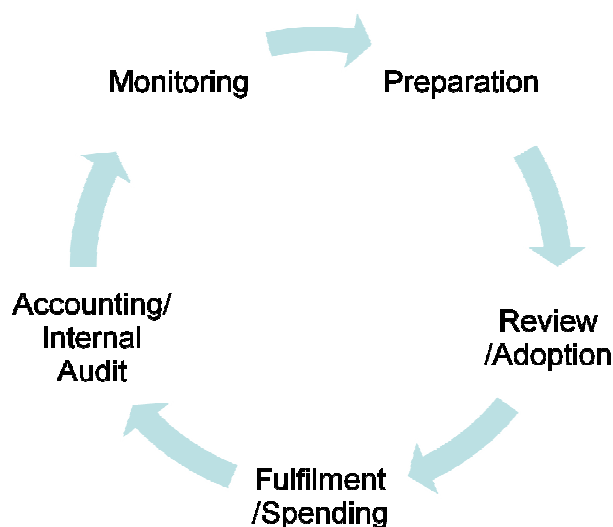 Monitoring
Preparation
Review
/Adoption
Fulfilment
/Spending
Accounting/
Internal
Audit